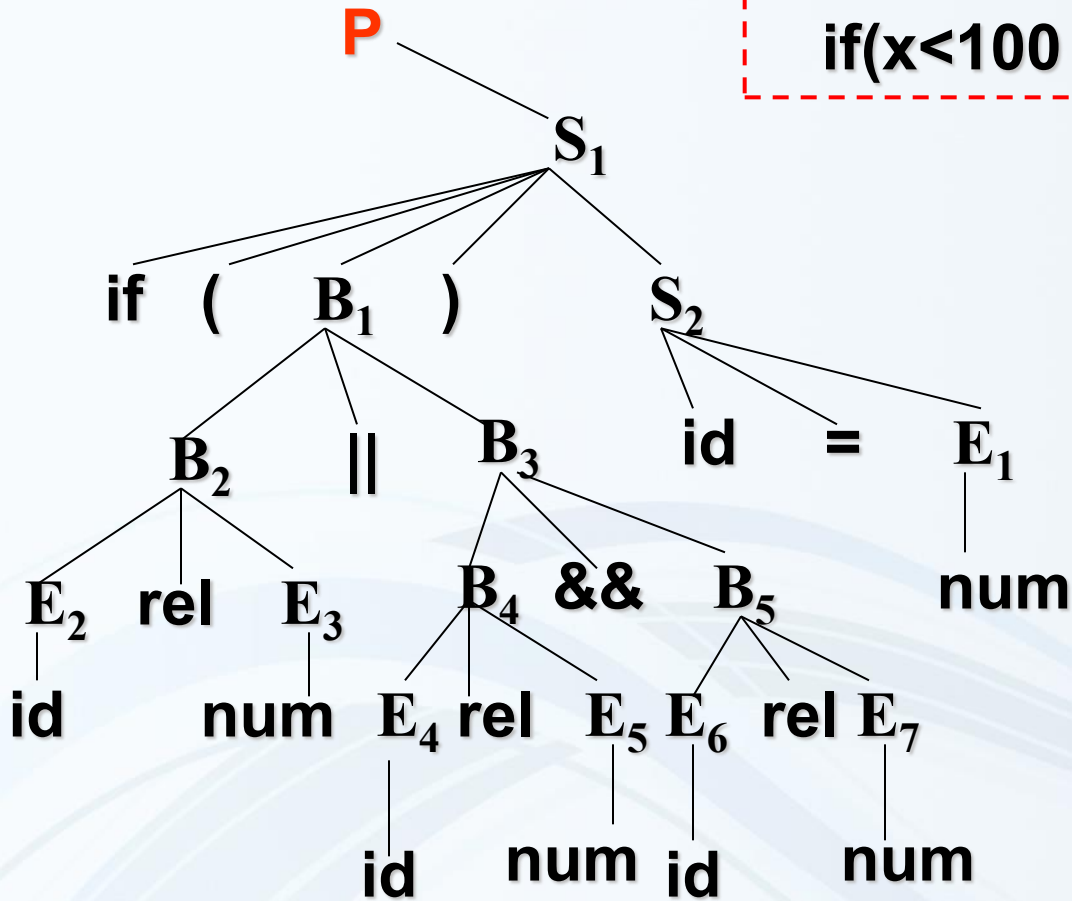 P
if(x<100
S1
if ( B1 ) S2
B2 || B3 id = E1
E2 rel E3 B4 && B5 num
id num E4 rel E5 E6 rel E7
id num id num